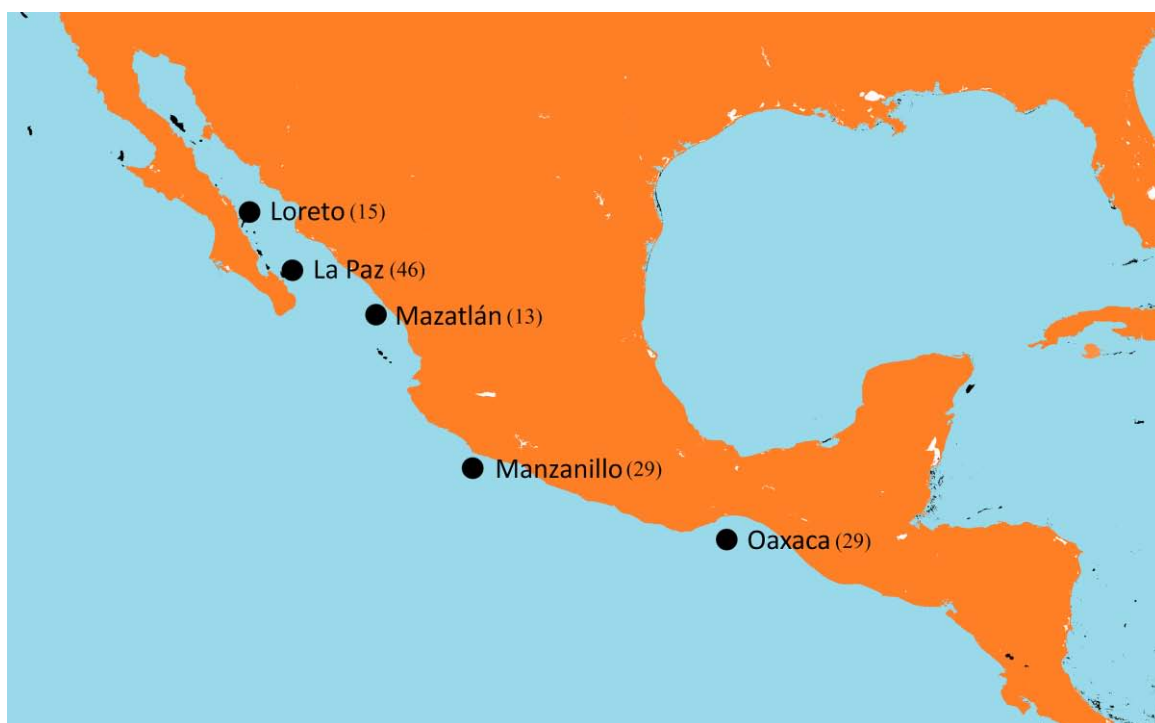 Loreto (15)
La Paz (46)
Mazatlán (13)
Manzanillo (29)
Oaxaca (29)